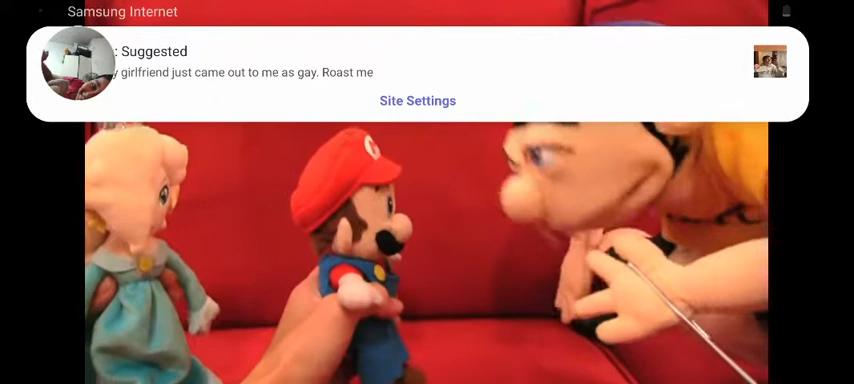 Samsung Internet
: Suggested
y girlfriend just came out to me as gay. Roast me
Site Settings